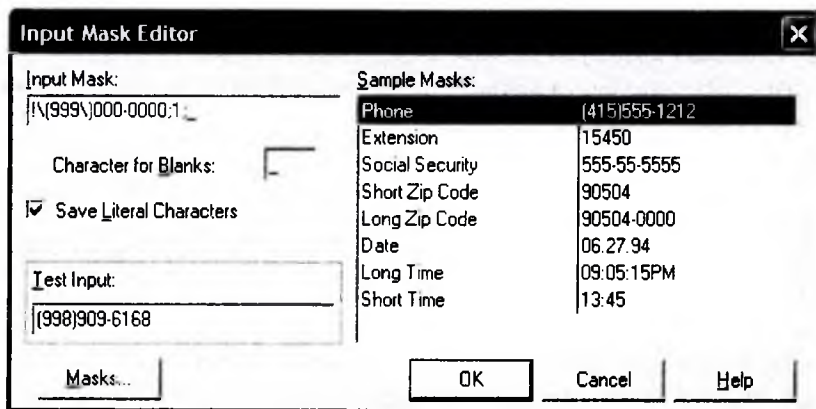 Input Mask Editor
Input Mask:
!\(999\)000-0000;1;_
Character for Blanks: _
Save Literal Characters
Test Input:
(998)909-6168
Masks...
Sample Masks:
Phone (415)555-1212
Extension 15450
Social Security 555-55-5555
Short Zip Code 90504
Long Zip Code 90504-0000
Date 06.27.94
Long Time 09:05:15PM
Short Time 13:45
OK Cancel Help